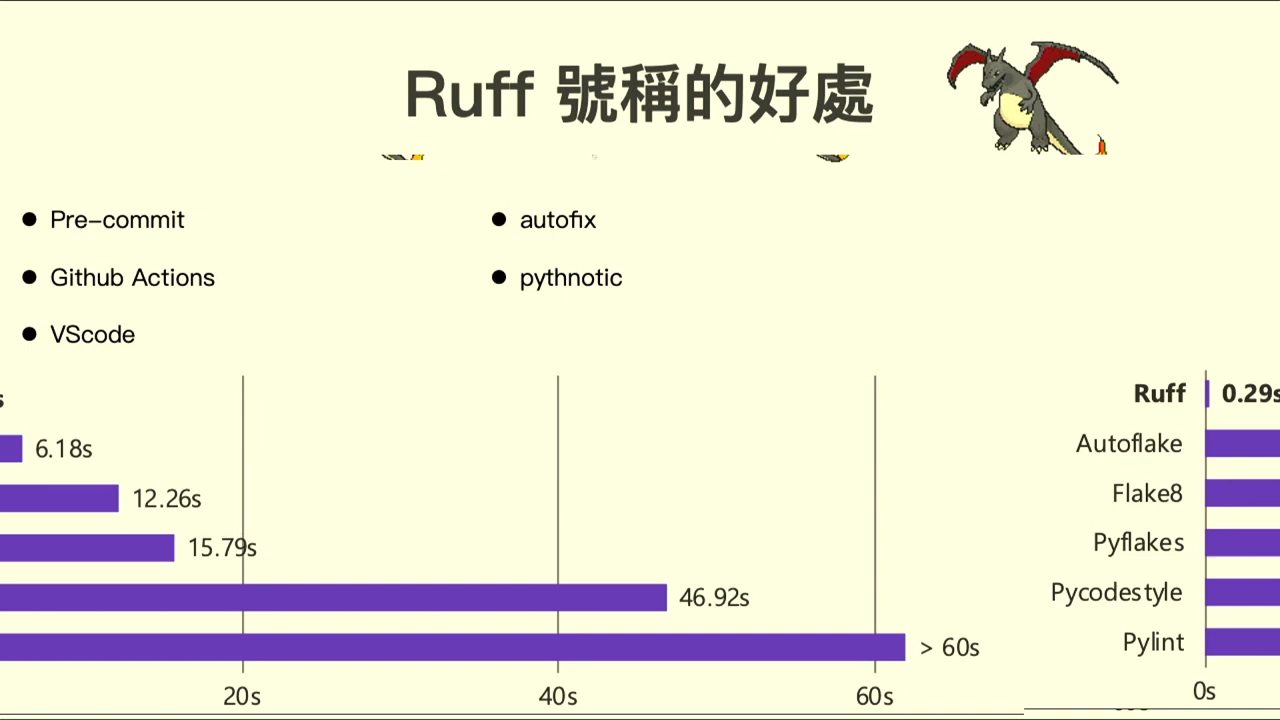 Ruff 號稱的好處
● Pre–commit
● Github Actions
● VScode
● autofix
● pythnotic
s
6.18s
12.26s
15.79s
46.92s
> 60s
20s 40s 60s
Ruff 0.29s
Autoflake
Flake8
Pyflakes
Pycodestyle
Pylint
0s